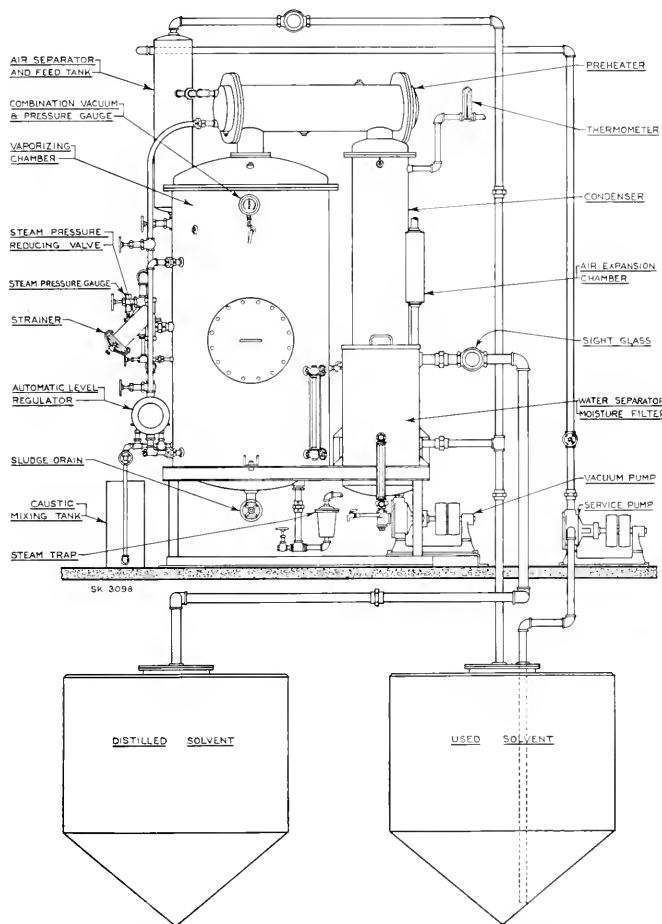 AIR SEPARATOR
AND FEED TANK
COMBINATION VACUUM
& PRESSURE GAUGE
VAPORIZING
CHAMBER
STEAM PRESSURE
REDUCING VALVE
STEAM PRESSURE GAUGE
STRAINER
AUTOMATIC LEVEL
REGULATOR
SLUDGE DRAIN
CAUSTIC
MIXING TANK
STEAM TRAP
SK 3098
PREHEATER
THERMOMETER
CONDENSER
AIR EXPANSION
CHAMBER
SIGHT GLASS
WATER SEPARATOR
MOISTURE FILTER
VACUUM PUMP
SERVICE PUMP
DISTILLED SOLVENT
USED SOLVENT